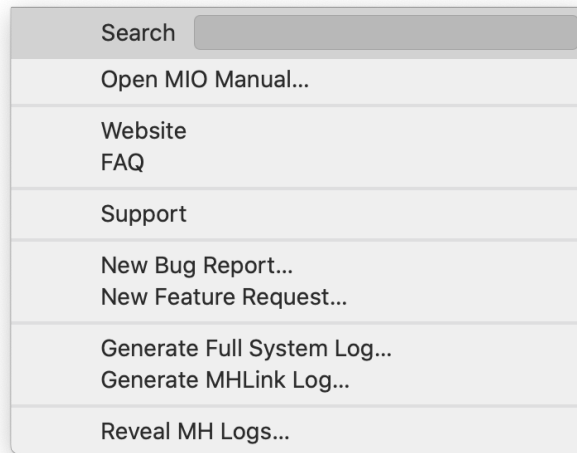 Search
Open MIO Manual...
Website
FAQ
Support
New Bug Report...
New Feature Request...
Generate Full System Log...
Generate MHLink Log...
Reveal MH Logs...